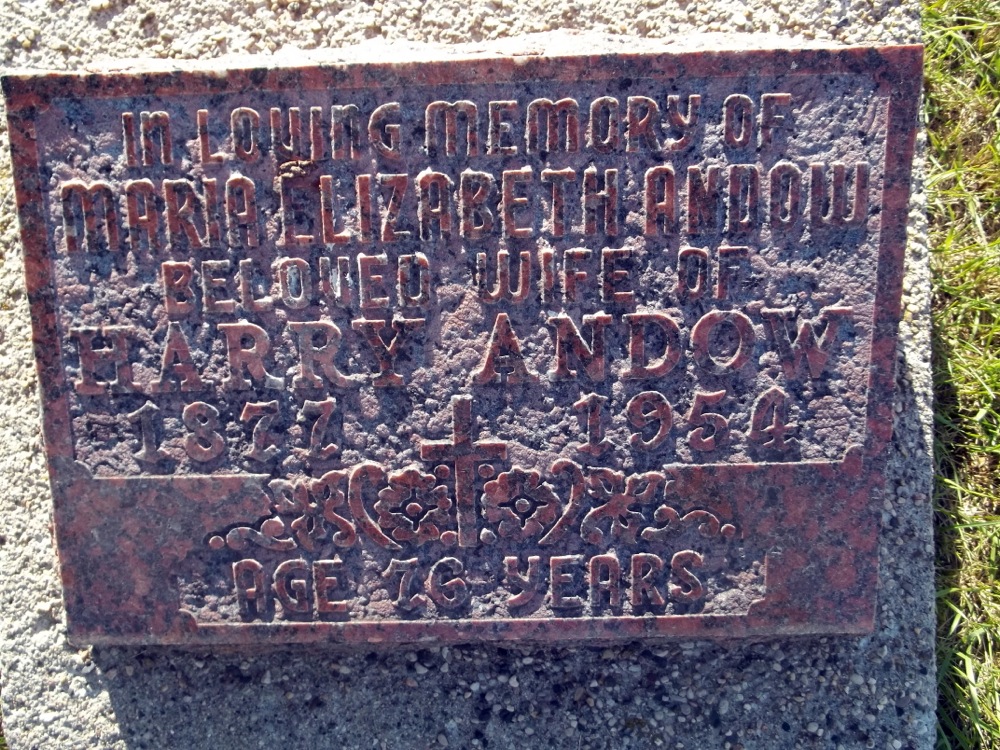 IN LOVING MEMORY OF
MARIA ELIZABETH ANDOW
BELOVED WIFE OF
HARRY ANDOW
1877 1954
AGE 76 YEARS